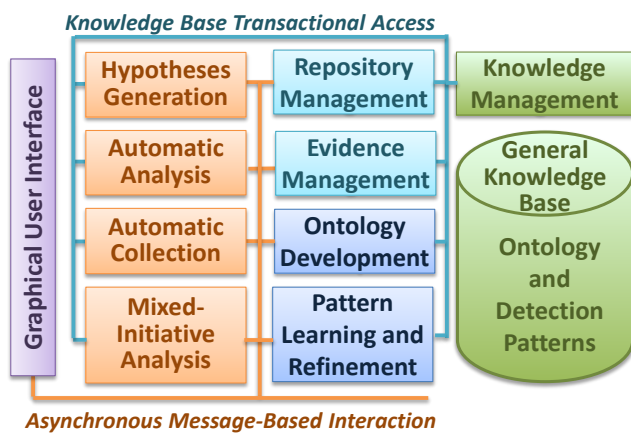 Knowledge Base Transactional Access
Graphical User Interface
Hypotheses
Generation
Repository
Management
Knowledge
Management
Automatic
Analysis
Evidence
Management
General
Knowledge
Base
Automatic
Collection
Ontology
Development
Ontology
and
Detection
Patterns
Mixed-
Initiative
Analysis
Pattern
Learning and
Refinement
Asynchronous Message-Based Interaction